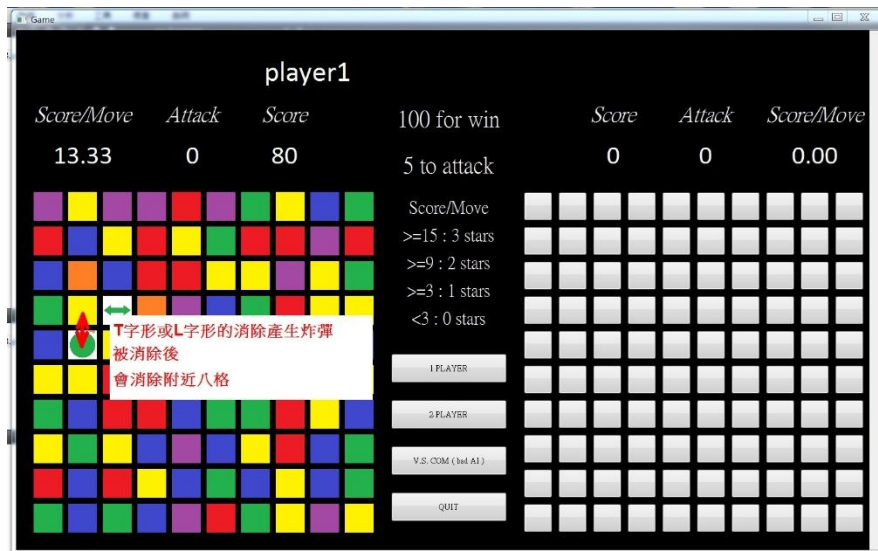 Game
player1
Score/Move Attack Score
13.33 0 80
100 for win
5 to attack
Score/Move
>=15 : 3 stars
>=9 : 2 stars
>=3 : 1 stars
<3 : 0 stars
1 PLAYER
2 PLAYER
V.S. COM ( bad AI )
QUIT
Score Attack Score/Move
0 0 0.00
T字形或L字形的消除產生炸彈
被消除後
會消除附近八格